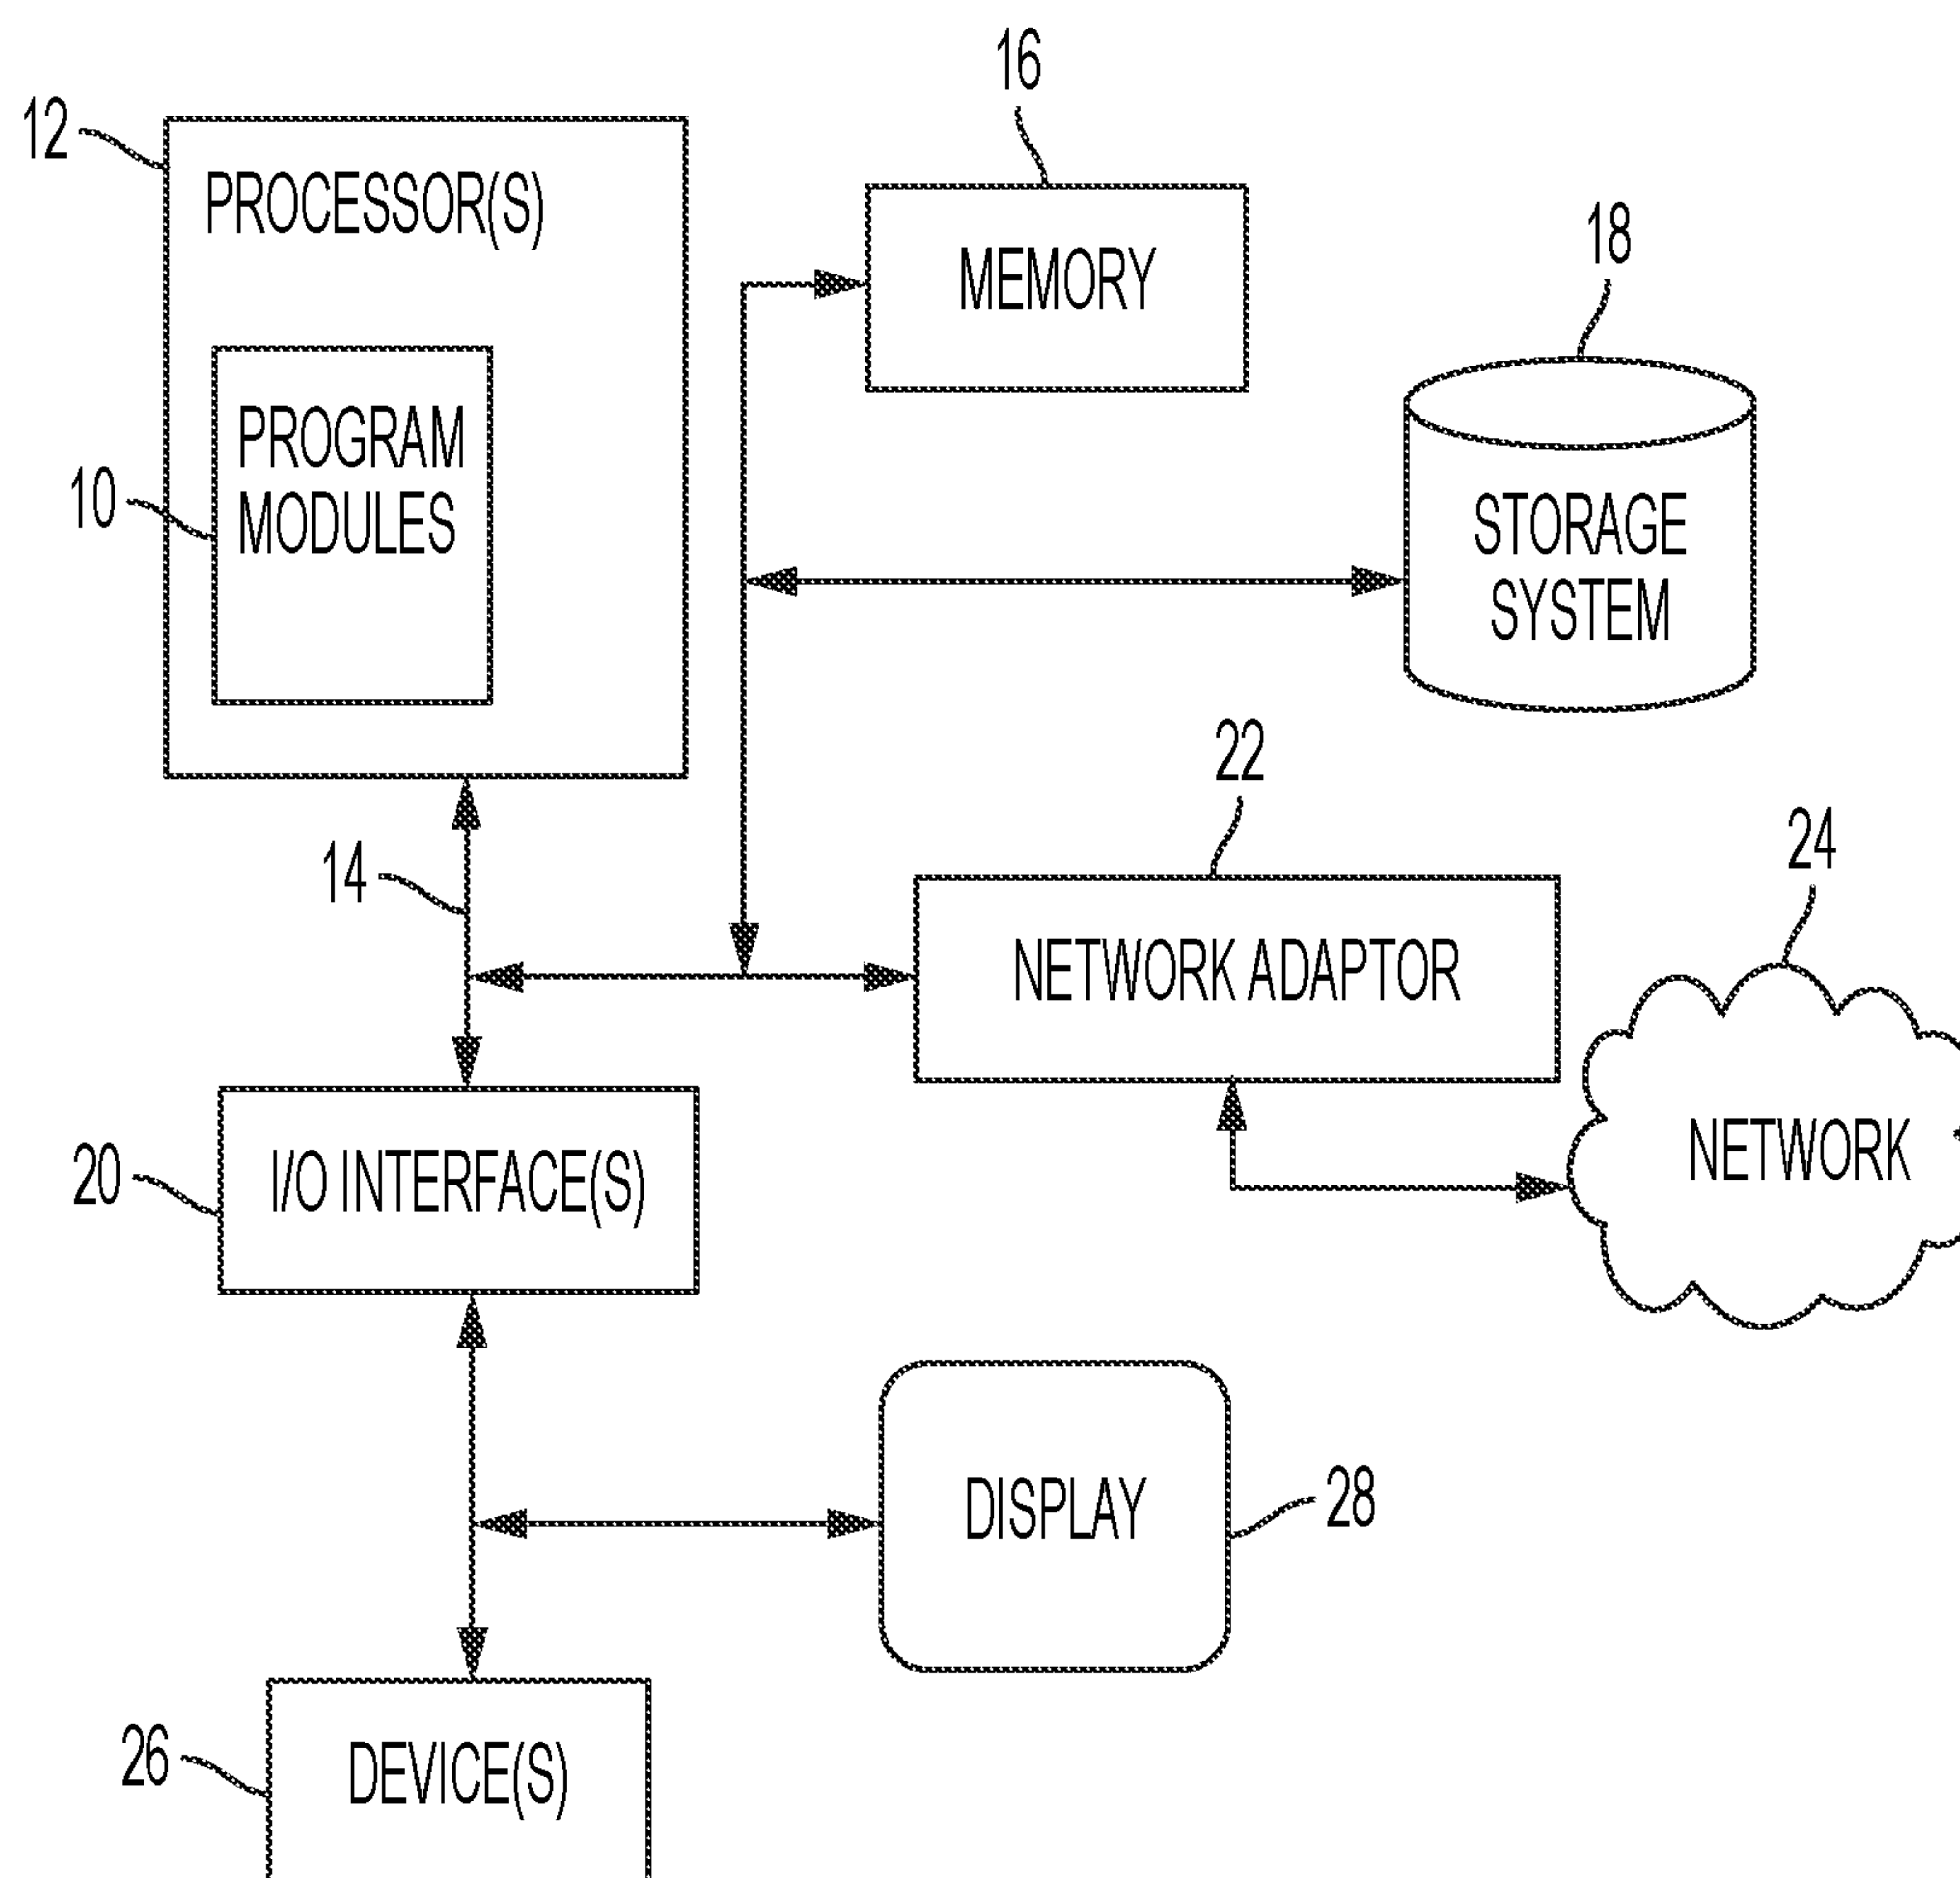 16
12
PROCESSOR(S)
18
MEMORY
PROGRAM
MODULES
10
STORAGE
SYSTEM
22
24
14
NETWORK ADAPTOR
NETWORK
20
I/O INTERFACE(S)
DISPLAY
28
26
DEVICE(S)